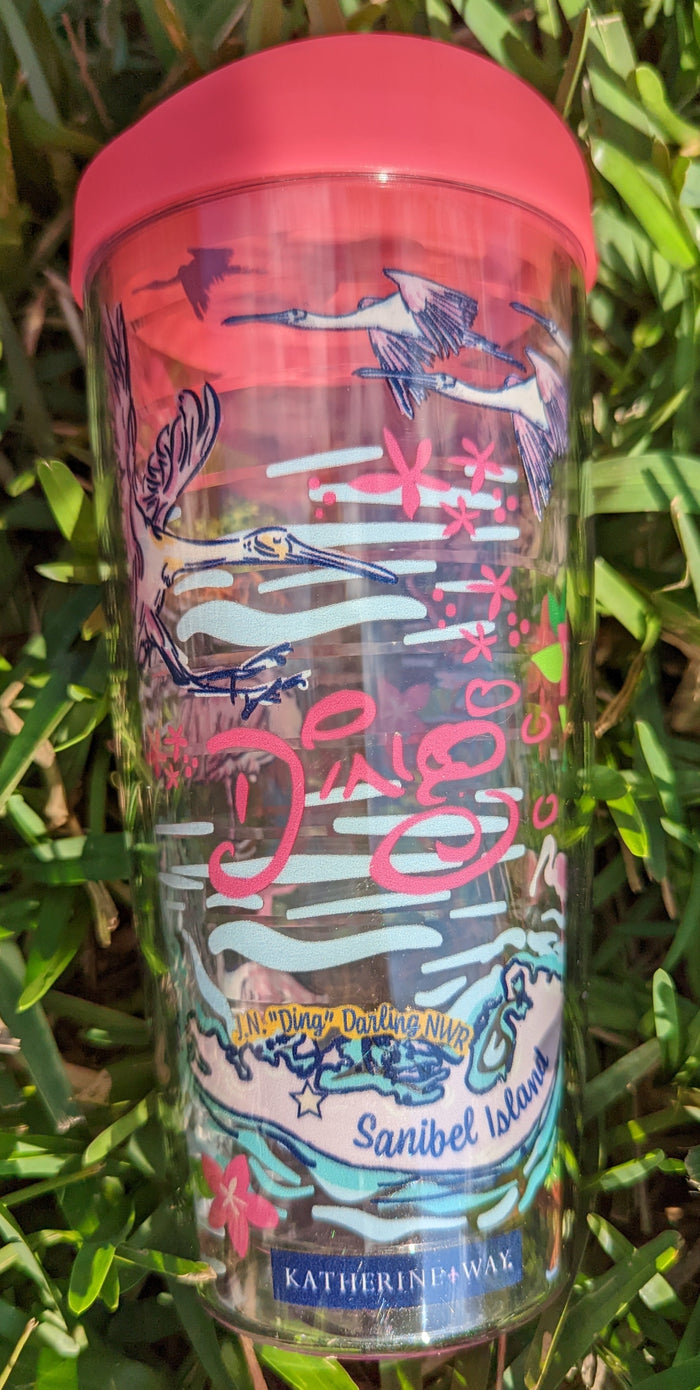 Ding
J.N. "Ding" Darling NWR
Sanibel Island
KATHERINE WAY